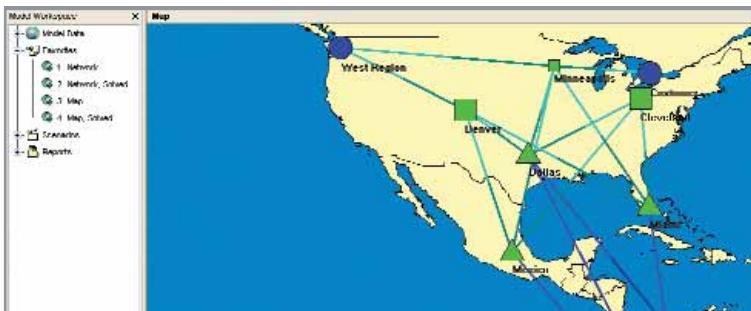 Model Workspace
Map
Model Data
Favorites
1 Network
2 Network, Solved
3 Map
4 Map, Solved
Scenarios
Reports
West Region
Minneapolis
Cleveland
Denver
Dallas
Miami
Mexico